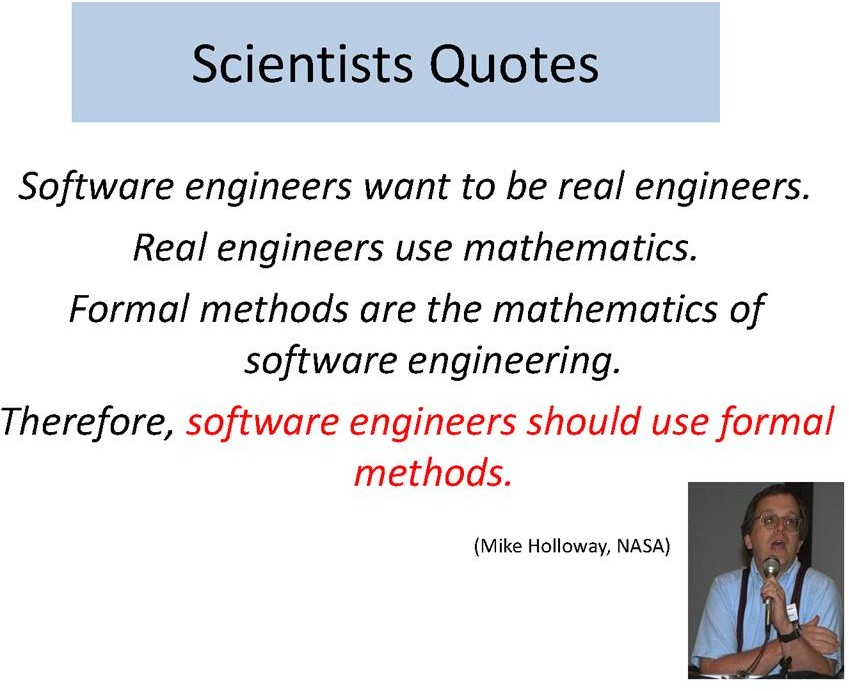 Scientists Quotes
Software engineers want to be real engineers.
Real engineers use mathematics.
Formal methods are the mathematics of
software engineering.
Therefore, software engineers should use formal
methods.
(Mike Holloway, NASA)